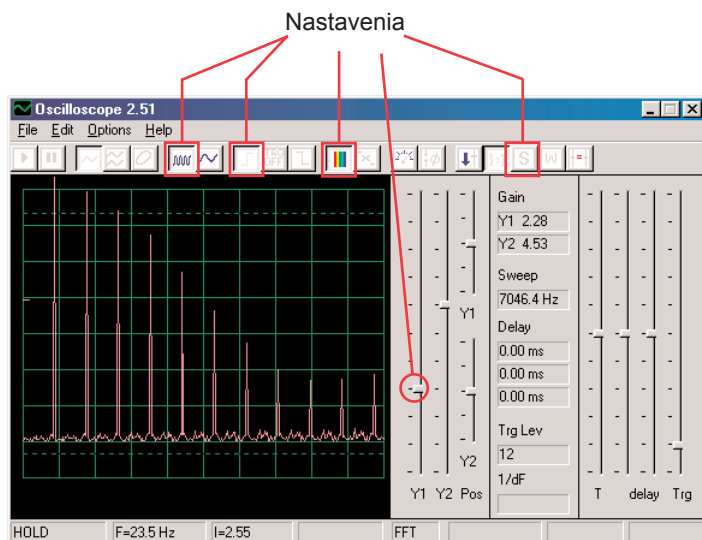 Nastavenia
Oscilloscope 2.51
File Edit Options Help
TRG
OFF
S
Gain
Y1 2.28
Y2 4.53
Sweep
7046.4 Hz
Y1
Delay
0.00 ms
0.00 ms
0.00 ms
Trg Lev
12
Y2
1/dF
Y1 Y2 Pos
T delay Trg
HOLD F=23.5 Hz I=2.55 FFT